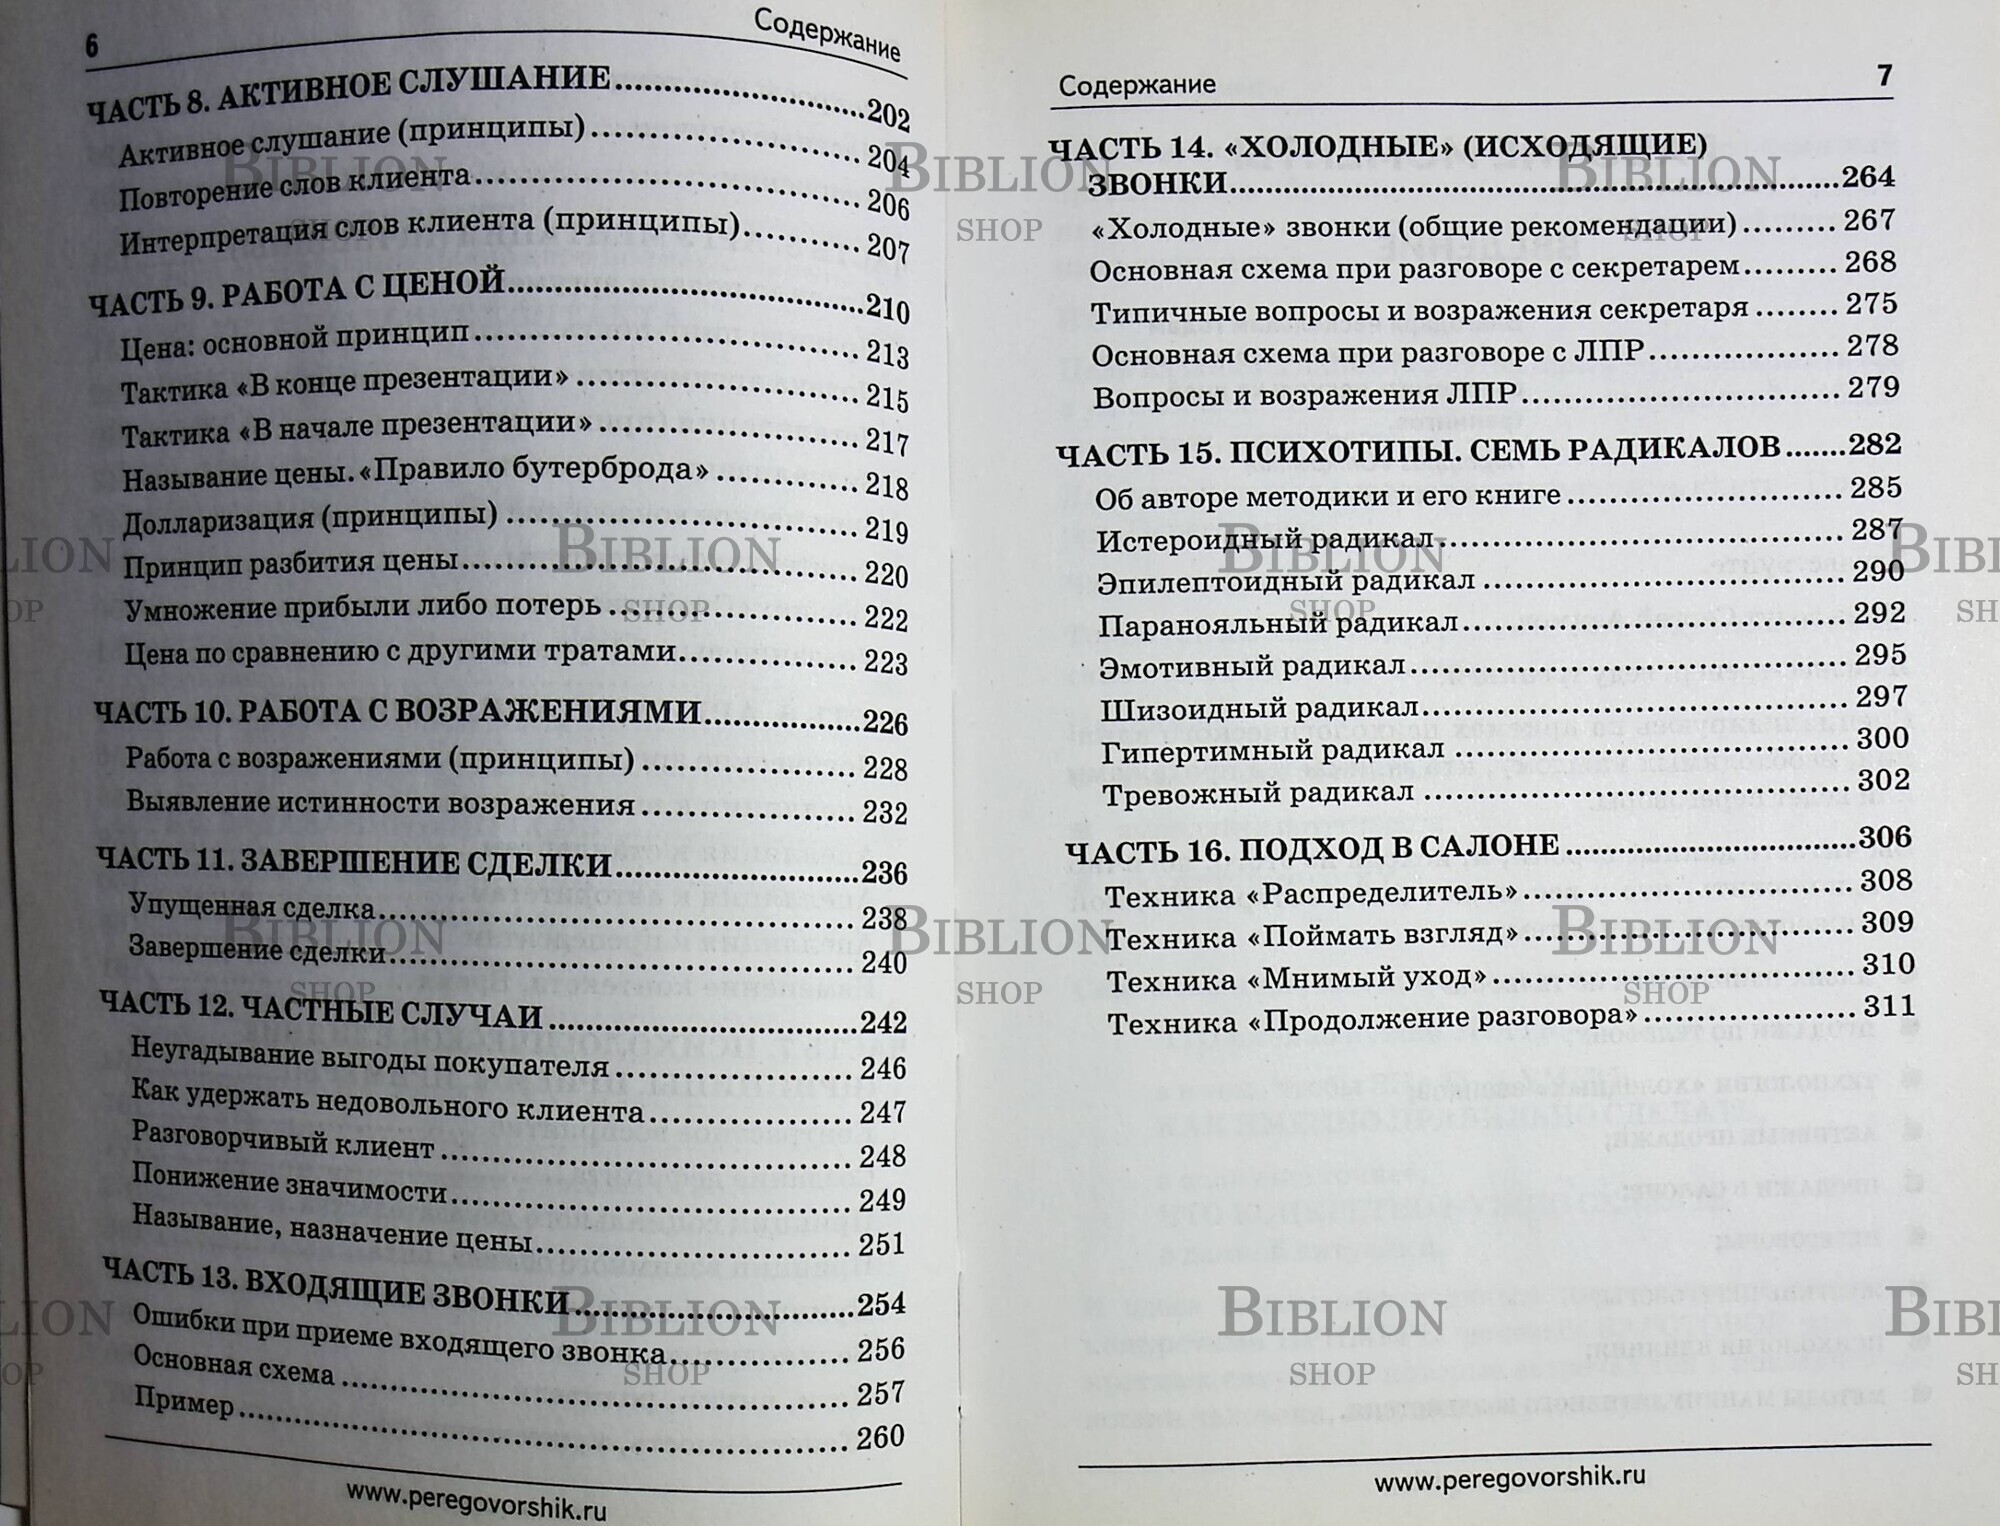 6
Содержание
ЧАСТЬ 8. АКТИВНОЕ СЛУШАНИЕ..........202
Активное слушание (принципы)..........204
Повторение слов клиента..........206
Интерпретация слов клиента (принципы)..........207
ЧАСТЬ 9. РАБОТА С ЦЕНОЙ..........210
Цена: основной принцип..........213
Тактика «В конце презентации»..........215
Тактика «В начале презентации»..........217
Называние цены. «Правило бутерброда»..........218
Долларизация (принципы)..........219
Принцип разбития цены..........220
Умножение прибыли либо потерь..........222
Цена по сравнению с другими тратами..........223
ЧАСТЬ 10. РАБОТА С ВОЗРАЖЕНИЯМИ..........226
Работа с возражениями (принципы)..........228
Выявление истинности возражения..........232
ЧАСТЬ 11. ЗАВЕРШЕНИЕ СДЕЛКИ..........236
Упущенная сделка..........238
Завершение сделки..........240
ЧАСТЬ 12. ЧАСТНЫЕ СЛУЧАИ..........242
Неугадывание выгоды покупателя..........246
Как удержать недовольного клиента..........247
Разговорчивый клиент..........248
Понижение значимости..........249
Называние, назначение цены..........251
ЧАСТЬ 13. ВХОДЯЩИЕ ЗВОНКИ..........254
Ошибки при приеме входящего звонка..........256
Основная схема..........257
Пример..........260
www.peregovorshik.ru
Содержание
7
ЧАСТЬ 14. «ХОЛОДНЫЕ» (ИСХОДЯЩИЕ)
ЗВОНКИ..........264
«Холодные» звонки (общие рекомендации)..........267
Основная схема при разговоре с секретарем..........268
Типичные вопросы и возражения секретаря..........275
Основная схема при разговоре с ЛПР..........278
Вопросы и возражения ЛПР..........279
ЧАСТЬ 15. ПСИХОТИПЫ. СЕМЬ РАДИКАЛОВ.......282
Об авторе методики и его книге..........285
Истероидный радикал..........287
Эпилептоидный радикал..........290
Паранояльный радикал..........292
Эмотивный радикал..........295
Шизоидный радикал..........297
Гипертимный радикал..........300
Тревожный радикал..........302
ЧАСТЬ 16. ПОДХОД В САЛОНЕ..........306
Техника «Распределитель»..........308
Техника «Поймать взгляд»..........309
Техника «Мнимый уход»..........310
Техника «Продолжение разговора»..........311
www.peregovorshik.ru
BIBLION
SHOP